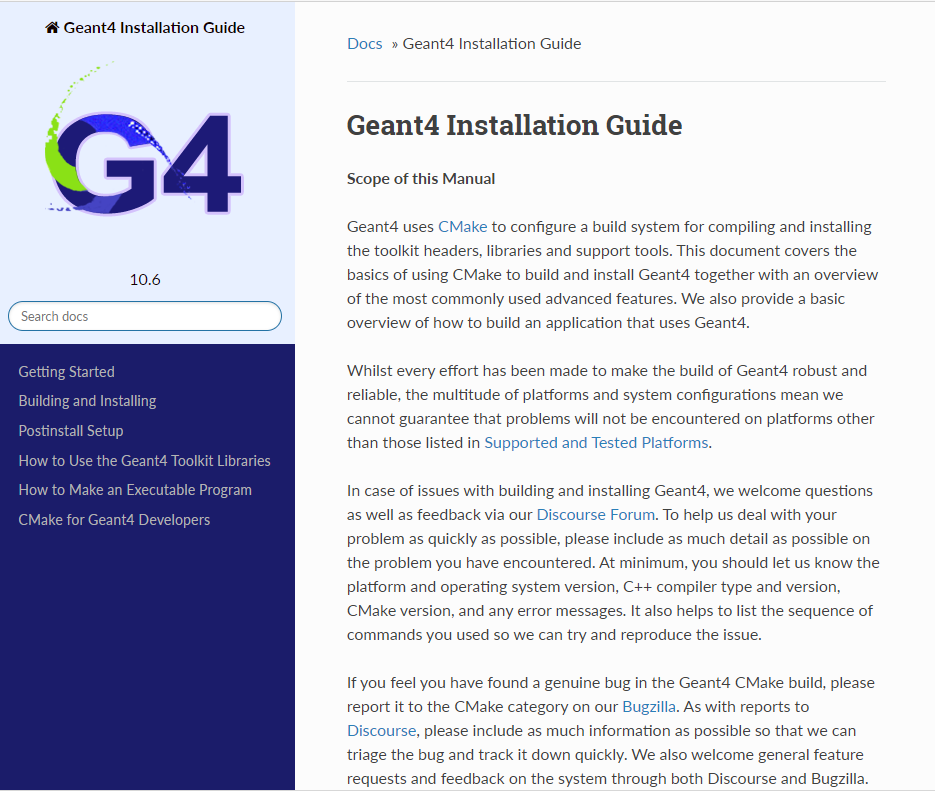 Geant4 Installation Guide
G4
10.6
Search docs
Getting Started
Building and Installing
Postinstall Setup
How to Use the Geant4 Toolkit Libraries
How to Make an Executable Program
CMake for Geant4 Developers
Docs » Geant4 Installation Guide
Geant4 Installation Guide
Scope of this Manual
Geant4 uses CMake to configure a build system for compiling and installing
the toolkit headers, libraries and support tools. This document covers the
basics of using CMake to build and install Geant4 together with an overview
of the most commonly used advanced features. We also provide a basic
overview of how to build an application that uses Geant4.
Whilst every effort has been made to make the build of Geant4 robust and
reliable, the multitude of platforms and system configurations mean we
cannot guarantee that problems will not be encountered on platforms other
than those listed in Supported and Tested Platforms.
In case of issues with building and installing Geant4, we welcome questions
as well as feedback via our Discourse Forum. To help us deal with your
problem as quickly as possible, please include as much detail as possible on
the problem you have encountered. At minimum, you should let us know the
platform and operating system version, C++ compiler type and version,
CMake version, and any error messages. It also helps to list the sequence of
commands you used so we can try and reproduce the issue.
If you feel you have found a genuine bug in the Geant4 CMake build, please
report it to the CMake category on our Bugzilla. As with reports to
Discourse, please include as much information as possible so that we can
triage the bug and track it down quickly. We also welcome general feature
requests and feedback on the system through both Discourse and Bugzilla.